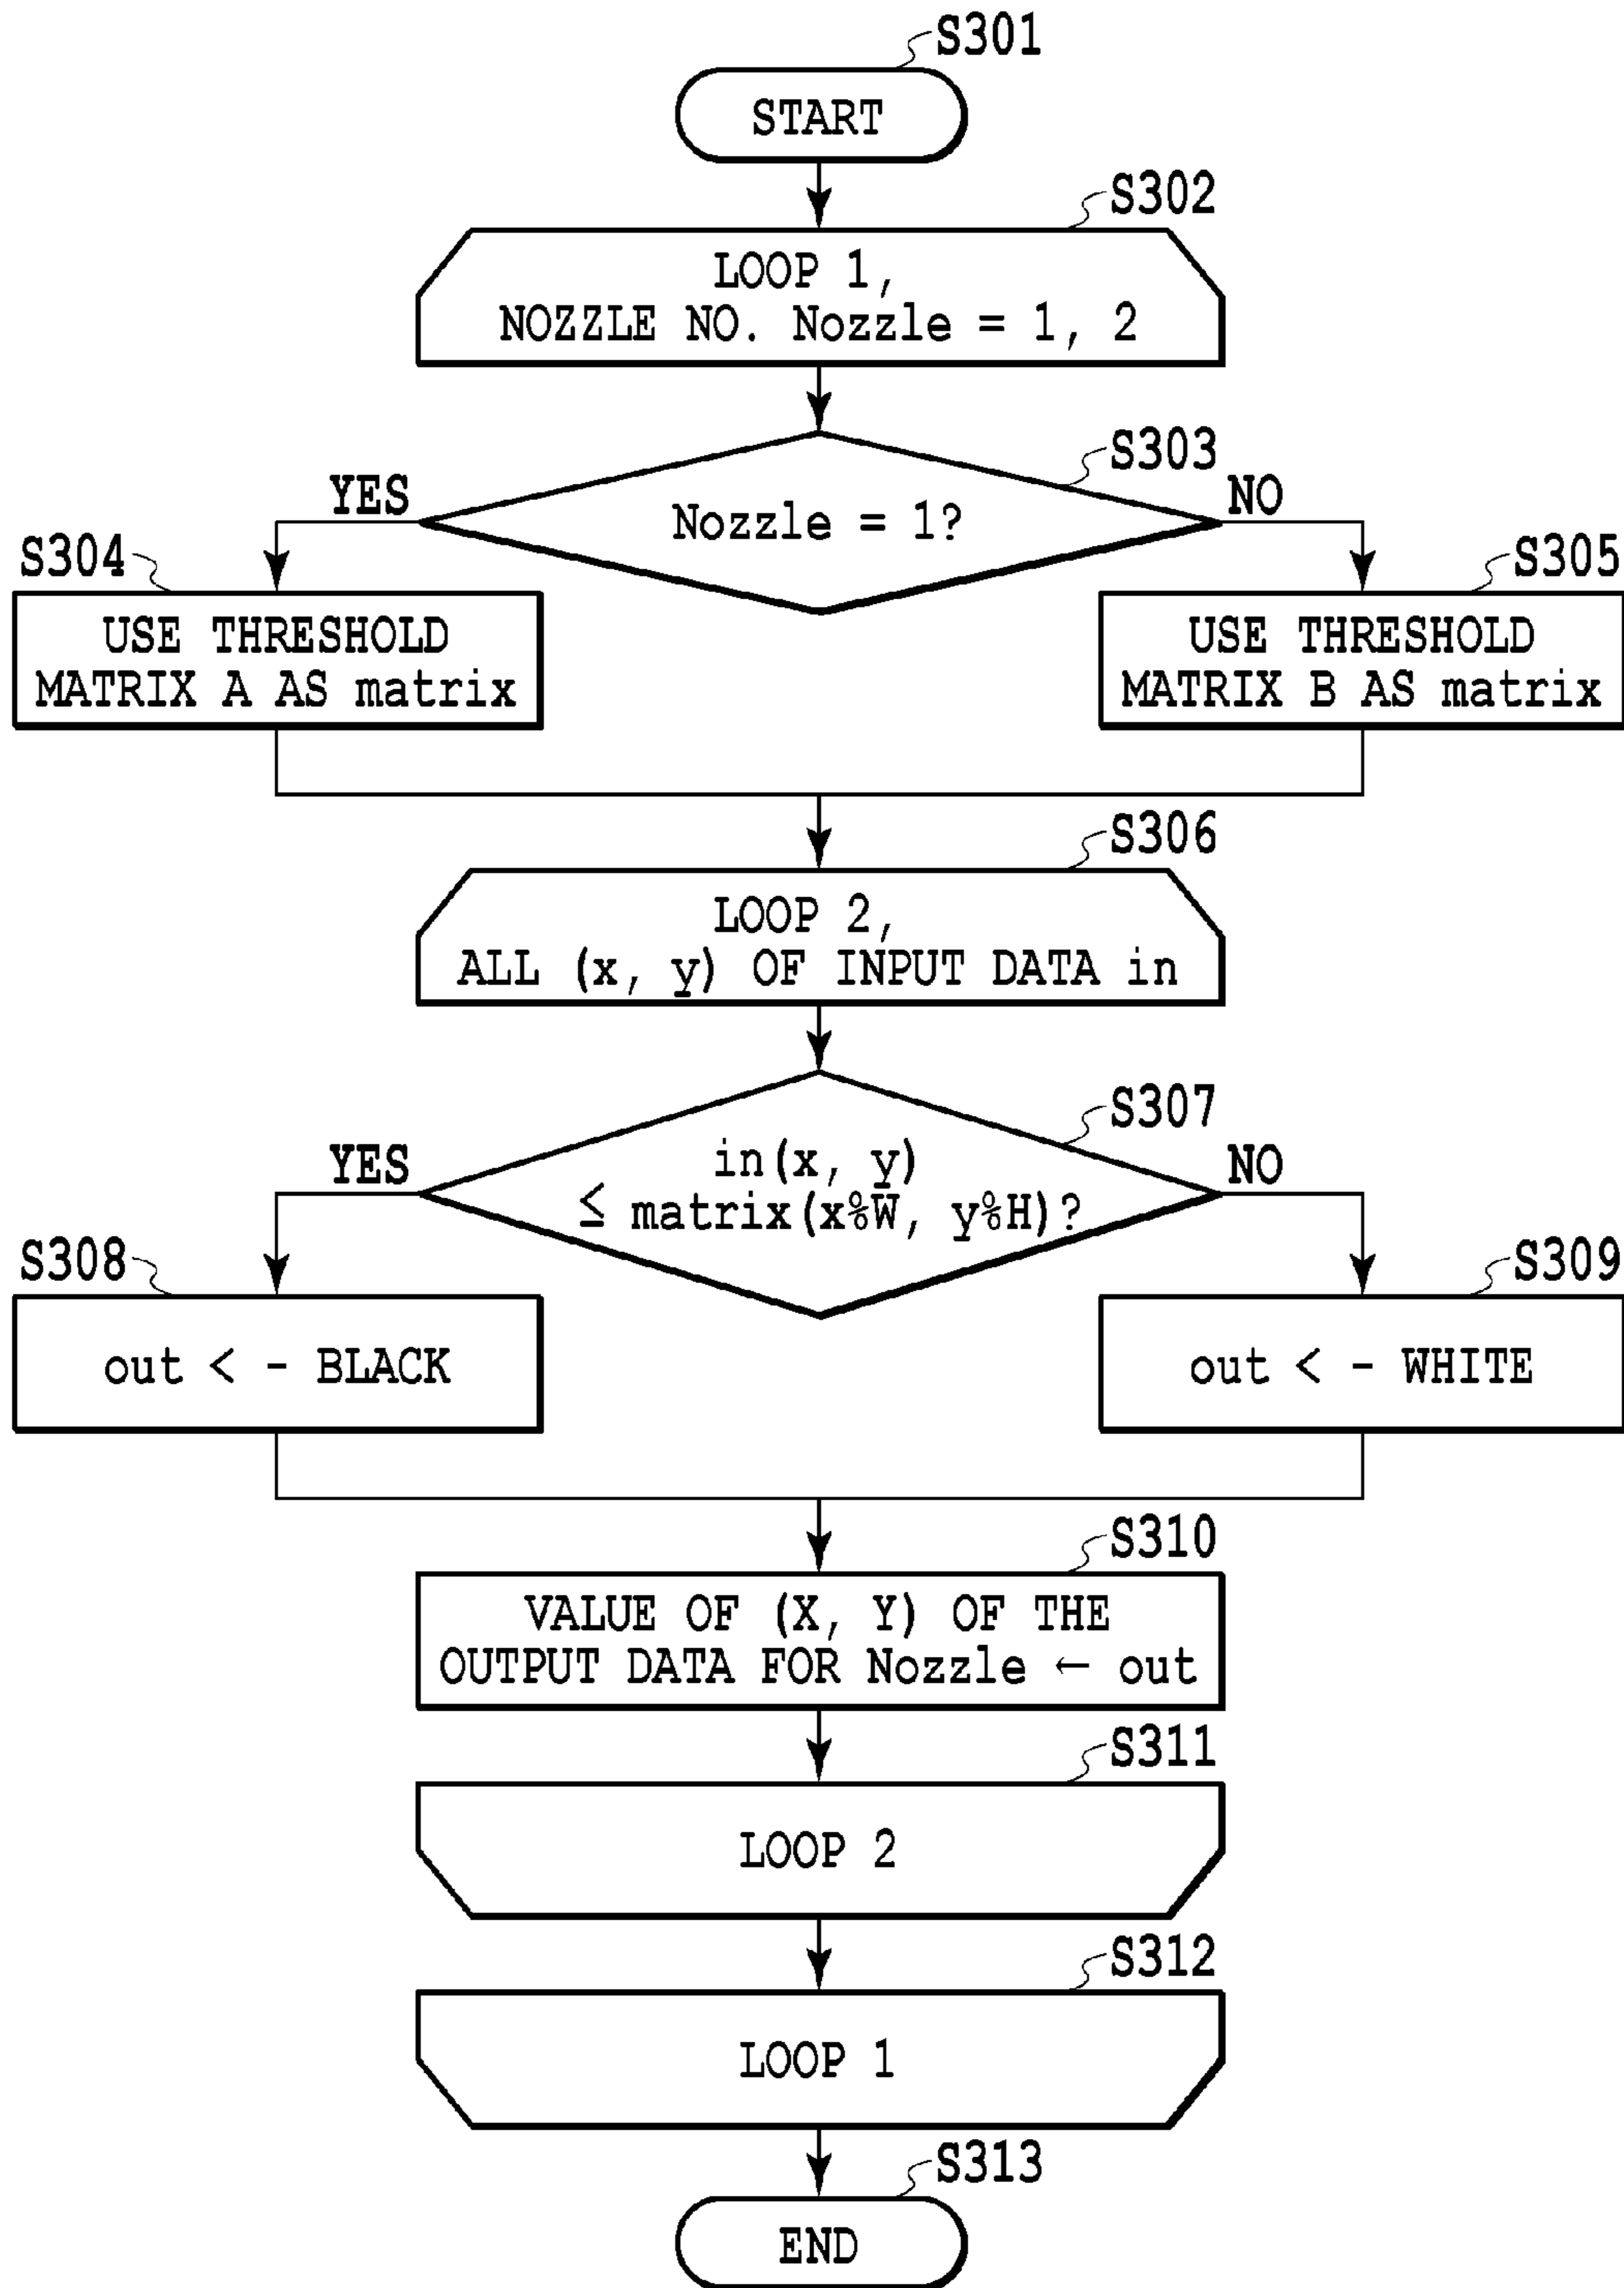 S301
START
S302
LOOP 1,
NOZZLE NO. Nozzle = 1, 2
S303
YES
NO
Nozzle = 1?
S304
S305
USE THRESHOLD
MATRIX A AS matrix
USE THRESHOLD
MATRIX B AS matrix
S306
LOOP 2,
ALL (x, y) OF INPUT DATA in
S307
YES
NO
in(x, y)
≤ matrix(x%W, y%H)?
S308
S309
out < - BLACK
out < - WHITE
S310
VALUE OF (X, Y) OF THE
OUTPUT DATA FOR Nozzle ← out
S311
LOOP 2
S312
LOOP 1
S313
END